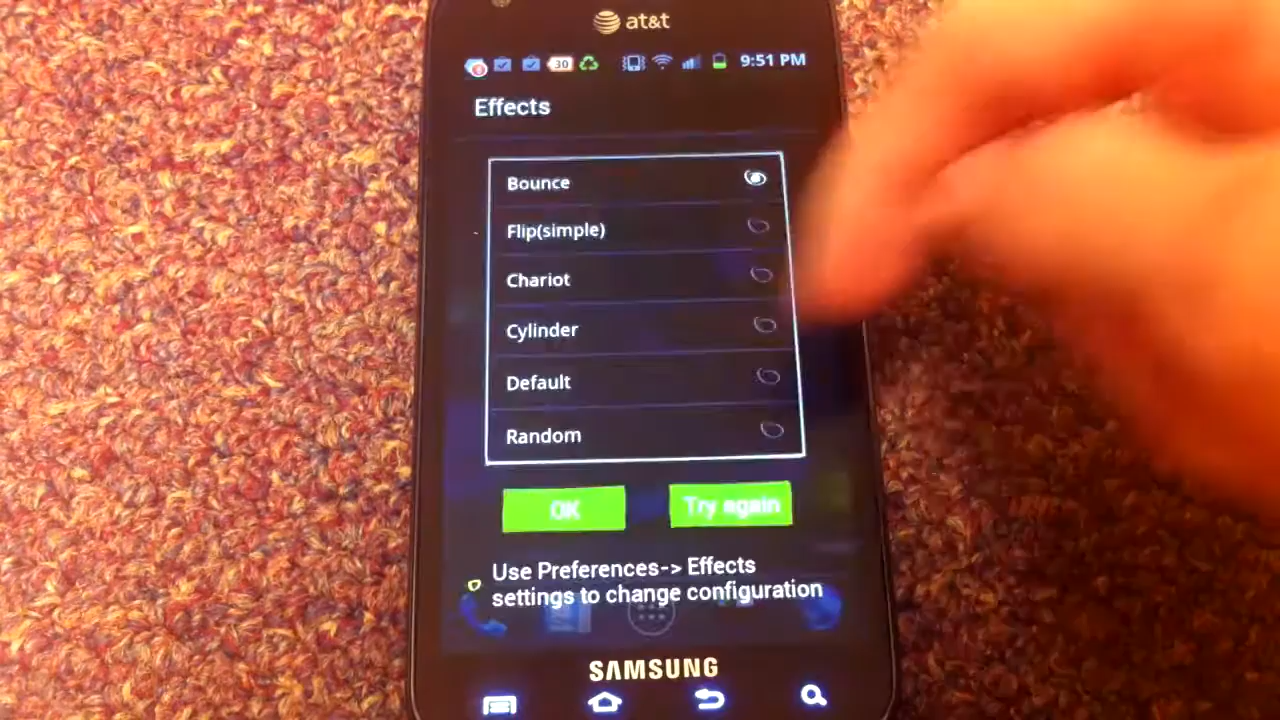 at&t
30 9:51 PM
Effects
Bounce
Flip(simple)
Chariot
Cylinder
Default
Random
OK Try again
Use Preferences-> Effects
settings to change configuration
SAMSUNG